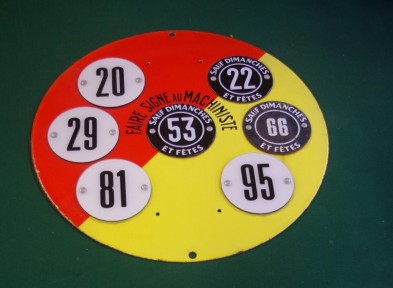 20
SAUF DIMANCHES
22
ET FÊTES
FAIRE SIGNE AU MACHINISTE
29
SAUF DIMANCHES
53
ET FÊTES
SAUF DIMANCHES
66
ET FÊTES
81
95